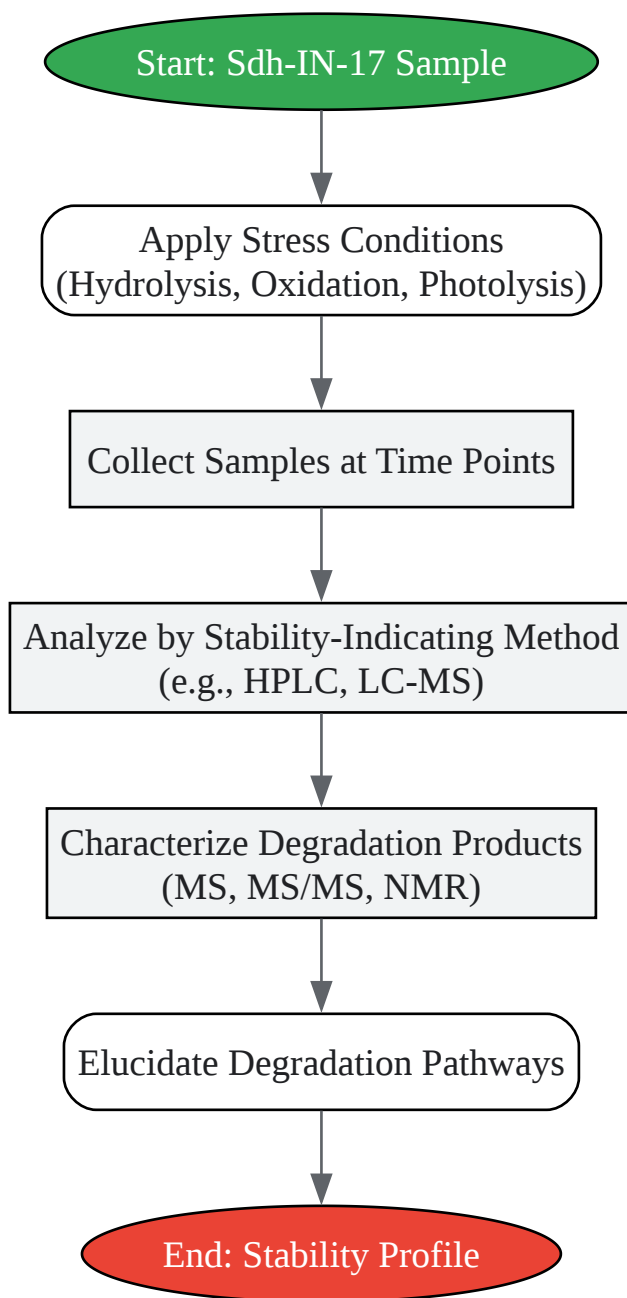 Start: Sdh-IN-17 Sample
Apply Stress Conditions
(Hydrolysis, Oxidation, Photolysis)
Collect Samples at Time Points
Analyze by Stability-Indicating Method
(e.g., HPLC, LC-MS)
Characterize Degradation Products
(MS, MS/MS, NMR)
Elucidate Degradation Pathways
End: Stability Profile